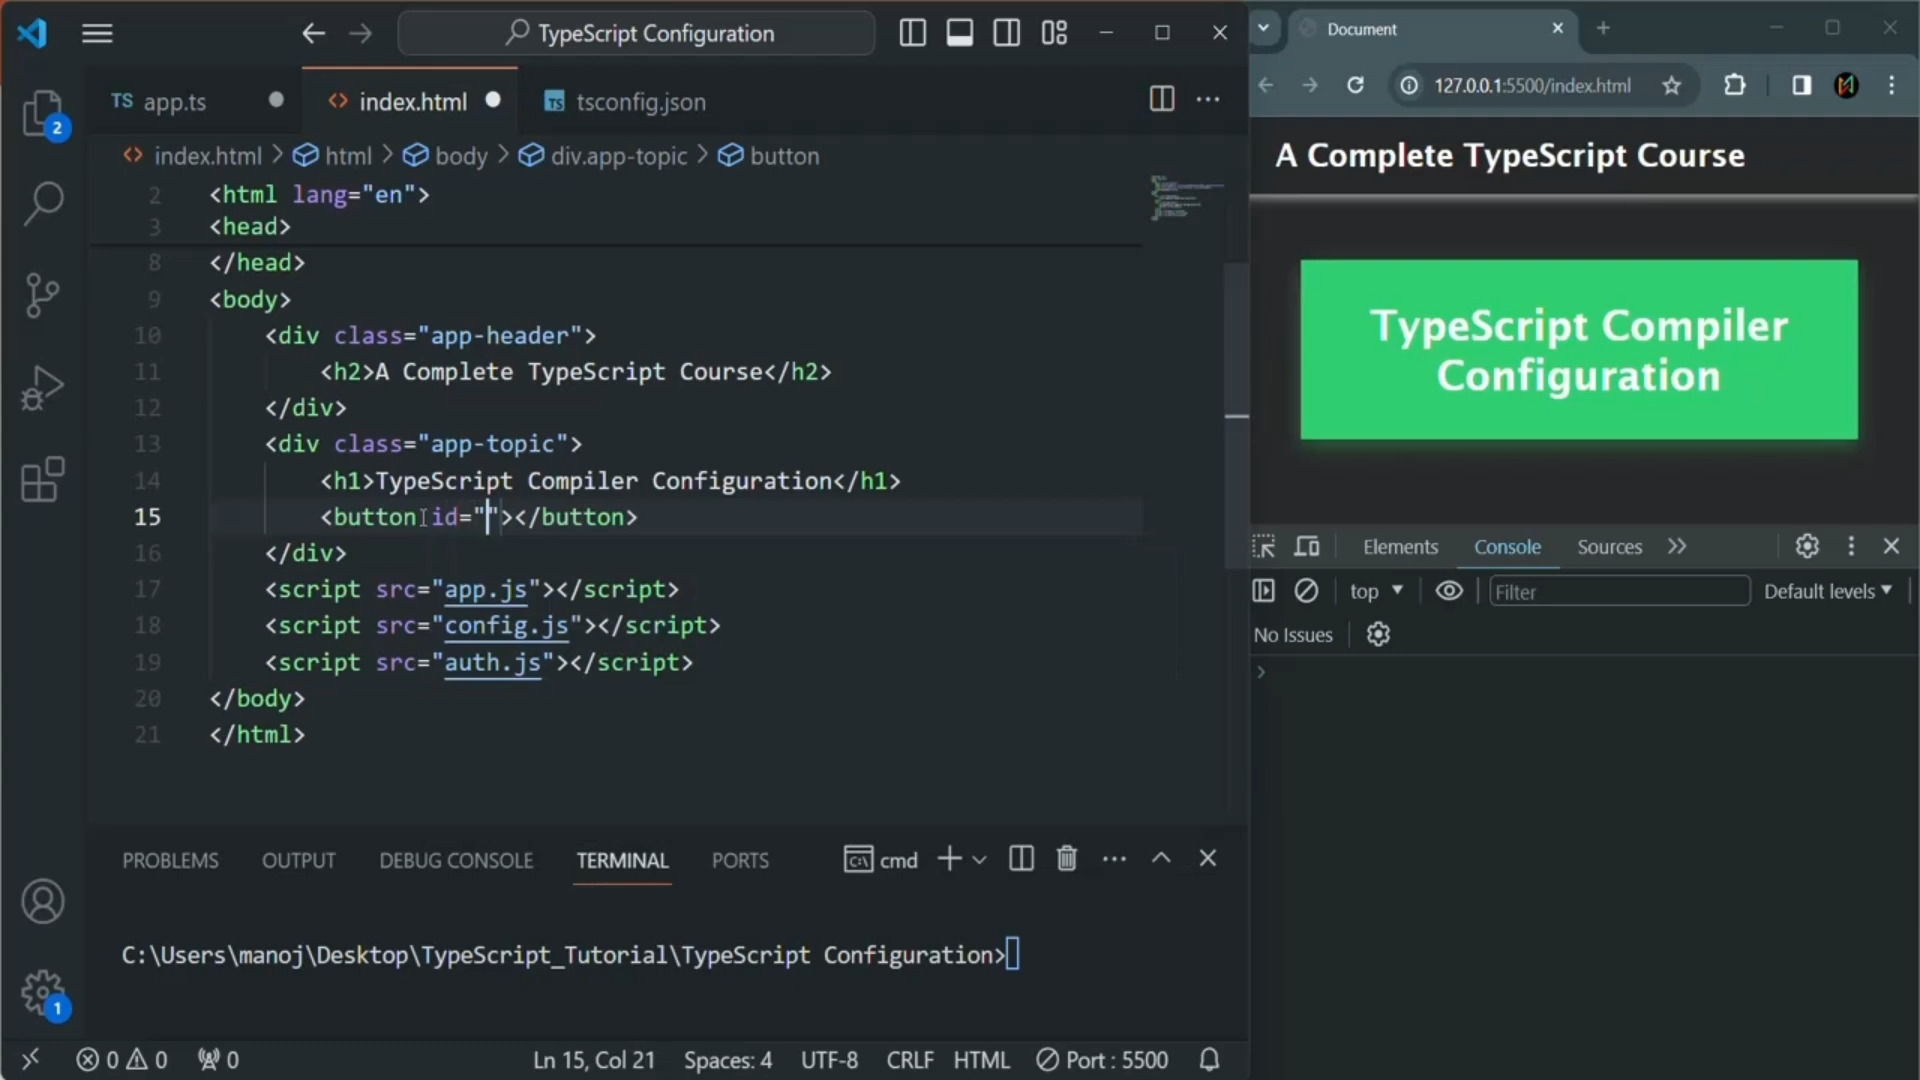 TypeScript Configuration
TS app.ts
<> index.html
TS tsconfig.json
<> index.html > html > body > div.app-topic > button
2 <html lang="en">
3 <head>
8 </head>
9 <body>
10 <div class="app-header">
11 <h2>A Complete TypeScript Course</h2>
12 </div>
13 <div class="app-topic">
14 <h1>TypeScript Compiler Configuration</h1>
15 <button id=""></button>
16 </div>
17 <script src="app.js"></script>
18 <script src="config.js"></script>
19 <script src="auth.js"></script>
20 </body>
21 </html>
2
1
PROBLEMS OUTPUT DEBUG CONSOLE TERMINAL PORTS
cmd
C:\Users\manoj\Desktop\TypeScript_Tutorial\TypeScript Configuration>
0 0 0 Ln 15, Col 21 Spaces: 4 UTF-8 CRLF HTML Port : 5500
Document
127.0.0.1:5500/index.html
A Complete TypeScript Course
TypeScript Compiler
Configuration
Elements Console Sources
top Filter Default levels
No Issues